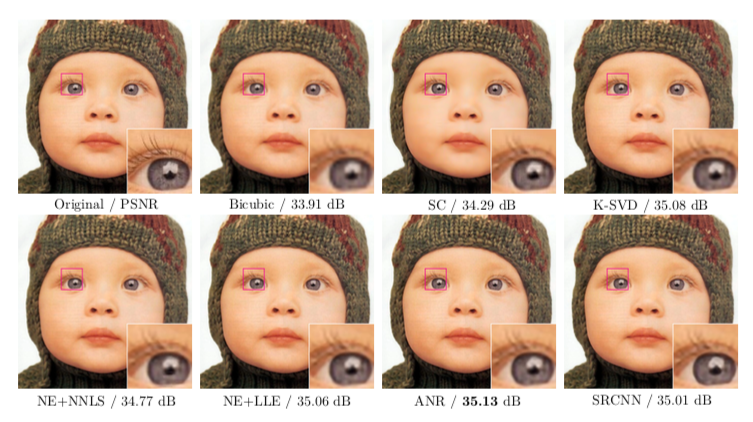 Original / PSNR
Bicubic / 33.91 dB
SC / 34.29 dB
K-SVD / 35.08 dB
NE+NNLS / 34.77 dB
NE+LLE / 35.06 dB
ANR / 35.13 dB
SRCNN / 35.01 dB